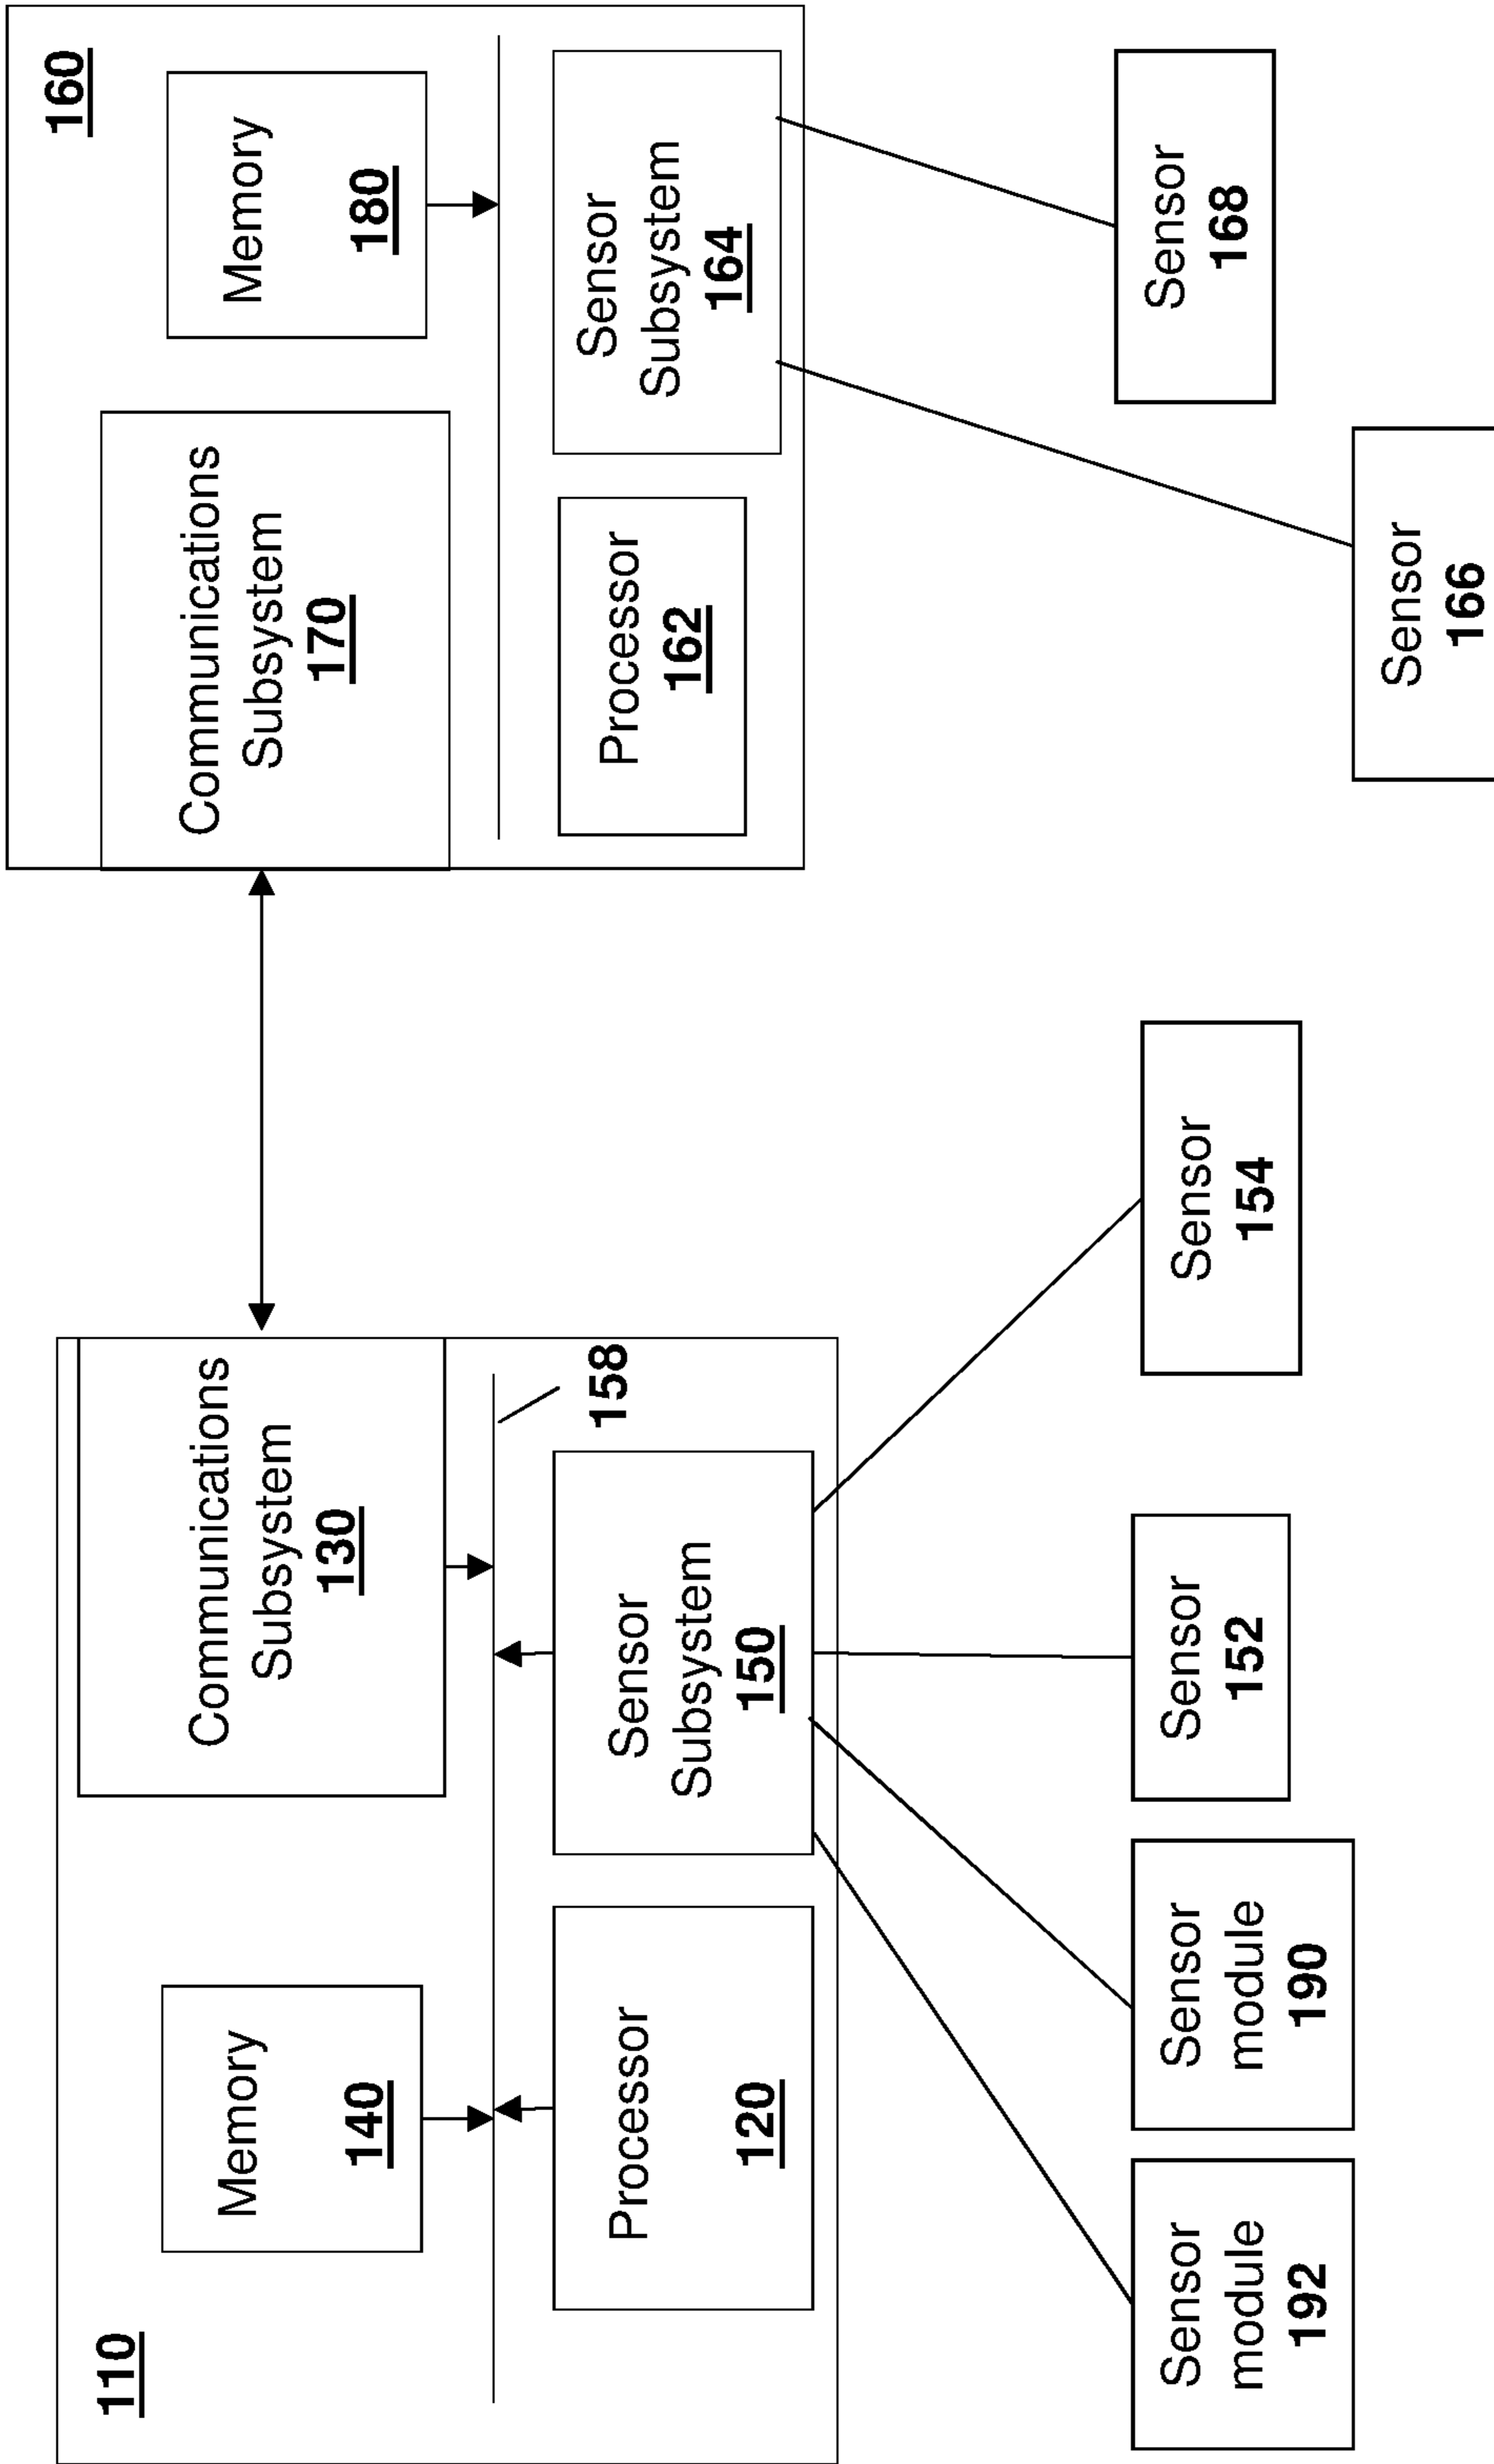 110
Memory
140
Communications
Subsystem
130
158
Processor
120
Sensor
Subsystem
150
Sensor
module
192
Sensor
module
190
Sensor
152
Sensor
154
160
Communications
Subsystem
170
Memory
180
Processor
162
Sensor
Subsystem
164
Sensor
166
Sensor
168